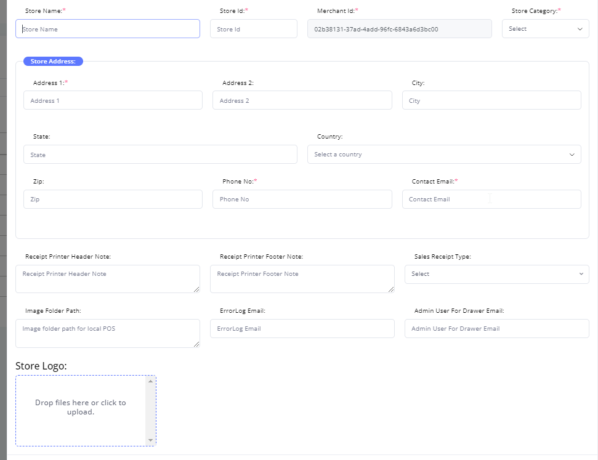 Store Name:* Store Id:* Merchant Id:* Store Category:*
Store Name Store Id 02b38131-37ad-4add-96fc-6843a6d3bc00 Select
Store Address:
Address 1:* Address 2: City:
Address 1 Address 2 City
State: Country:
State Select a country
Zip: Phone No:* Contact Email:*
Zip Phone No Contact Email
Receipt Printer Header Note: Receipt Printer Footer Note: Sales Receipt Type:
Receipt Printer Header Note Receipt Printer Footer Note Select
Image Folder Path: ErrorLog Email: Admin User For Drawer Email:
Image folder path for local POS ErrorLog Email Admin User For Drawer Email
Store Logo:
Drop files here or click to
upload.